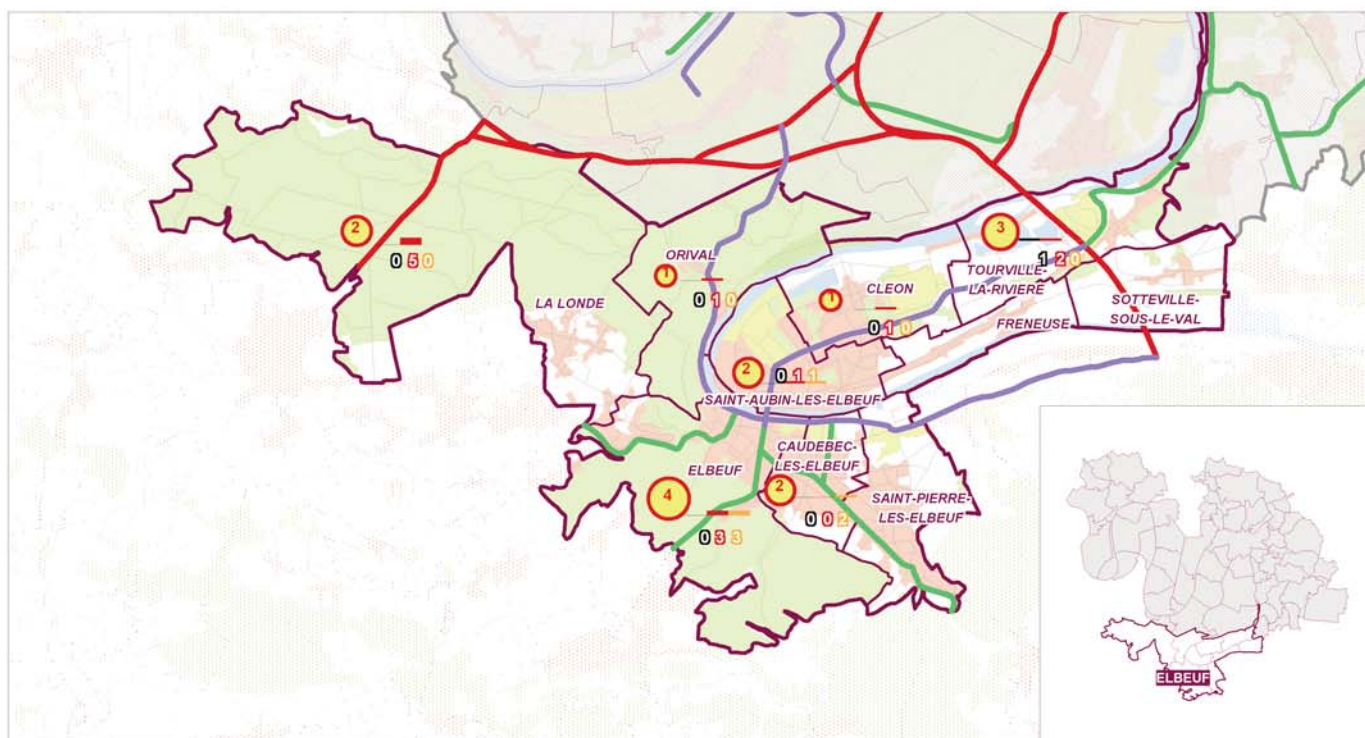 2
0 5 0
ORIVAL
1
0 1 0
LA LONDE
1
CLEON
0 1 0
3
1 2 0
TOURVILLE-
LA-RIVIERE
FRENEUSE
SOTTEVILLE-
SOUS-LE-VAL
2
0 1 1
SAINT-AUBIN-LES-ELBEUF
CAUDEBEC-
LES-ELBEUF
ELBEUF
4
0 3 3
2
0 0 2
SAINT-PIERRE-
LES-ELBEUF
ELBEUF